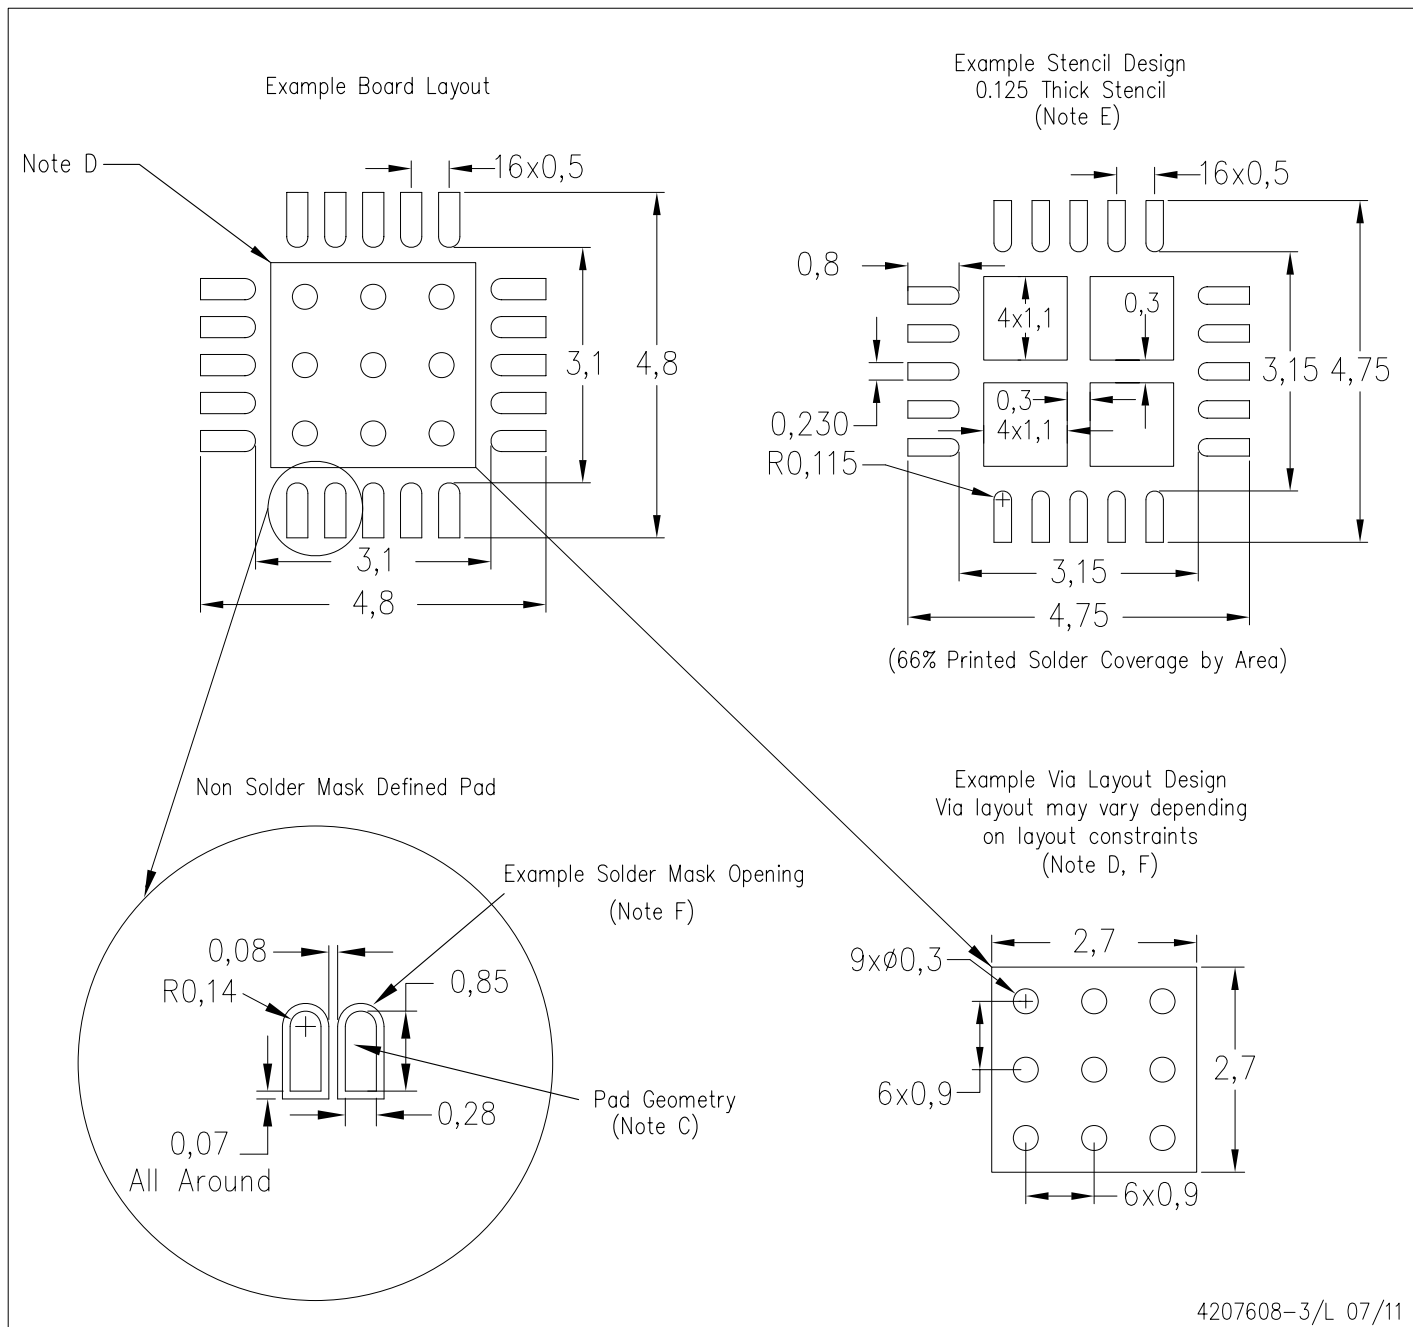 Example Board Layout
Note D
16x0,5
3,1
4,8
3,1
4,8
Example Stencil Design
0.125 Thick Stencil
(Note E)
16x0,5
0,8
4x1,1
0,3
3,15
4,75
0,3
4x1,1
0,230
R0,115
3,15
4,75
(66% Printed Solder Coverage by Area)
Non Solder Mask Defined Pad
Example Solder Mask Opening
(Note F)
0,08
R0,14
0,85
0,28
Pad Geometry
(Note C)
0,07
All Around
Example Via Layout Design
Via layout may vary depending
on layout constraints
(Note D, F)
2,7
9xø0,3
6x0,9
2,7
6x0,9
4207608-3/L 07/11